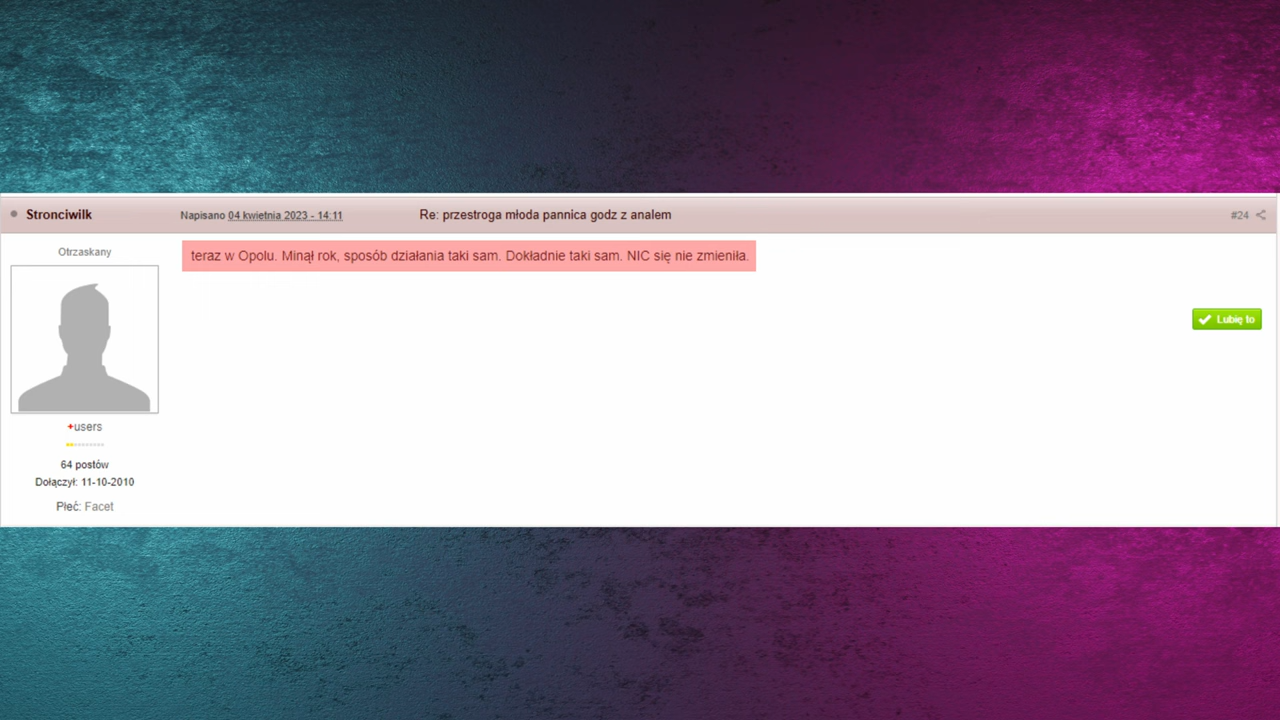 Stronciwilk
Napisano 04 kwietnia 2023 - 14:11
Re: przestroga młoda pannica godz z analem
#24
Otrzaskany
teraz w Opolu. Minął rok, sposób działania taki sam. Dokładnie taki sam. NIC się nie zmieniła.
Lubię to
+users
64 postów
Dołączył: 11-10-2010
Płeć: Facet